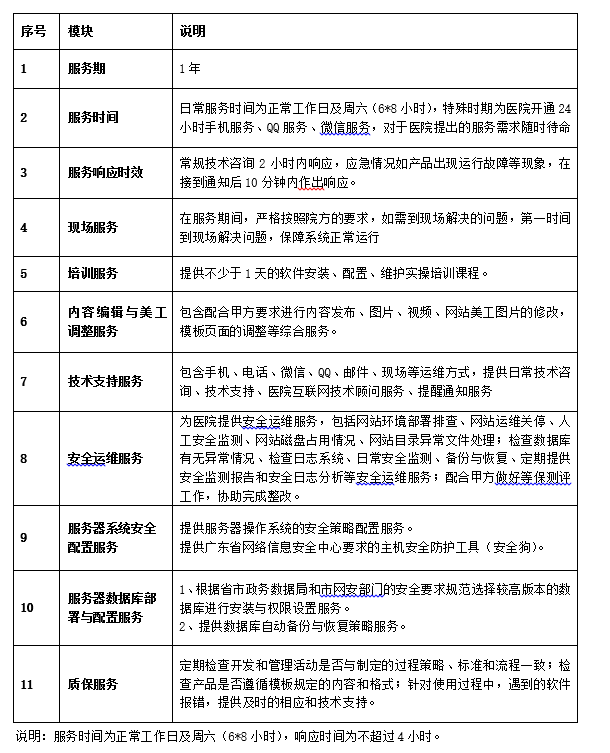 序号 模块 说明
1 服务期 1年
2 服务时间 日常服务时间为正常工作日及周六（6*8小时），特殊时期为医院开通24
小时手机服务、QQ服务、微信服务，对于医院提出的服务需求随时待命
3 服务响应时效 常规技术咨询2小时内响应，应急情况如产品出现运行故障等现象，在
接到通知后10分钟内作出响应。
4 现场服务 在服务期间，严格按照院方的要求，如需到现场解决的问题，第一时间
到现场解决问题，保障系统正常运行
5 培训服务 提供不少于1天的软件安装、配置、维护实操培训课程。
6 内容编辑与美工
调整服务
包含配合甲方要求进行内容发布、图片、视频、网站美工图片的修改，
模板页面的调整等综合服务。
7 技术支持服务 包含手机、电话、微信、QQ、邮件、现场等运维方式，提供日常技术咨
询、技术支持、医院互联网技术顾问服务、提醒通知服务
8 安全运维服务 为医院提供安全运维服务，包括网站环境部署排查、网站运维关停、人
工安全监测、网站磁盘占用情况、网站目录异常文件处理；检查数据库
有无异常情况、检查日志系统、日常安全监测、备份与恢复、定期提供
安全监测报告和安全日志分析等安全运维服务；配合甲方做好等保测评
工作，协助完成整改。
9 服务器系统安全
配置服务
提供服务器操作系统的安全策略配置服务。
提供广东省网络信息安全中心要求的主机安全防护工具（安全狗）。
10 服务器数据库部
署与配置服务
1、根据省市政务数据局和市网安部门的安全要求规范选择较高版本的数
据库进行安装与权限设置服务。
2、提供数据库自动备份与恢复策略服务。
11 质保服务 定期检查开发和管理活动是否与制定的过程策略、标准和流程一致；检
查产品是否遵循模板规定的内容和格式；针对使用过程中，遇到的软件
报错，提供及时的相应和技术支持。
说明：服务时间为正常工作日及周六（6*8小时），响应时间为不超过4小时。